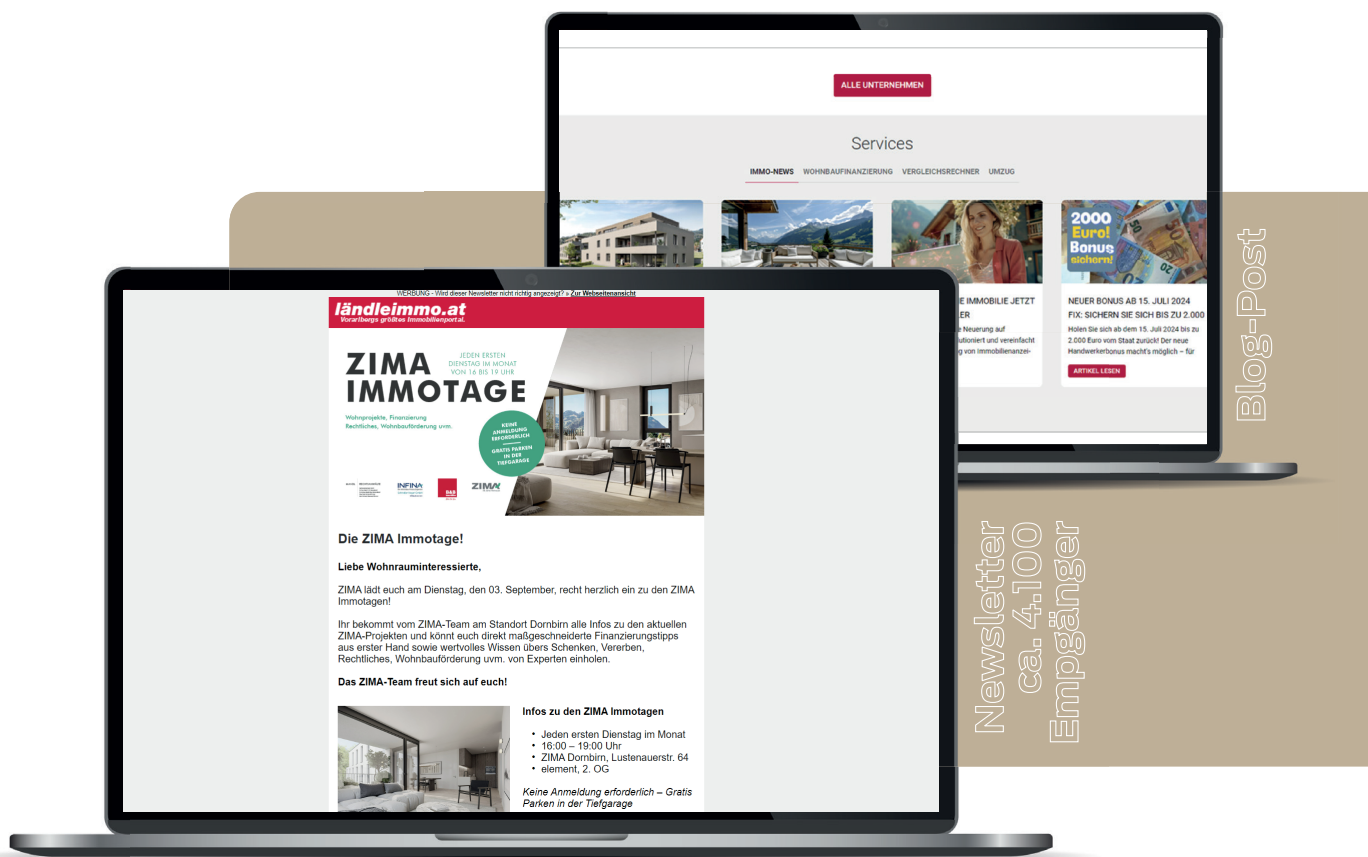 ALLE UNTERNEHMEN
Services
IMMO-NEWS WOHNBAUFINANZIERUNG VERGLEICHSRECHNER UMZUG
2000
Euro!
Bonus
sichern!
E IMMOBILIE JETZT
ER
e Neuerung auf
lutioniert und vereinfacht
g von Immobilienanzei-
NEUER BONUS AB 15. JULI 2024
FIX: SICHERN SIE SICH BIS ZU 2.000
Holen Sie sich ab dem 15. Juli 2024 bis zu
2.000 Euro vom Staat zurück! Der neue
Handwerkerbonus macht's möglich – für
ARTIKEL LESEN
Blog-Post
WERBUNG - Wird dieser Newsletter nicht richtig angezeigt? » Zur Webseitenansicht
ländleimmo.at
Vorarlbergs größtes Immobilienportal.
ZIMA
IMMOTAGE
JEDEN ERSTEN
DIENSTAG IM MONAT
VON 16 BIS 19 UHR
Wohnprojekte, Finanzierung
Rechtliches, Wohnbauförderung uvm.
KEINE
ANMELDUNG
ERFORDERLICH
GRATIS PARKEN
IN DER
TIEFGARAGE
INFINA
ZIMA
Die ZIMA Immotage!
Liebe Wohnrauminteressierte,
ZIMA lädt euch am Dienstag, den 03. September, recht herzlich ein zu den ZIMA
Immotagen!
Ihr bekommt vom ZIMA-Team am Standort Dornbirn alle Infos zu den aktuellen
ZIMA-Projekten und könnt euch direkt maßgeschneiderte Finanzierungstipps
aus erster Hand sowie wertvolles Wissen übers Schenken, Vererben,
Rechtliches, Wohnbauförderung uvm. von Experten einholen.
Das ZIMA-Team freut sich auf euch!
Infos zu den ZIMA Immotagen
• Jeden ersten Dienstag im Monat
• 16:00 – 19:00 Uhr
• ZIMA Dornbirn, Lustenauerstr. 64
• element, 2. OG
Keine Anmeldung erforderlich – Gratis
Parken in der Tiefgarage
Newsletter
ca. 4.100
Empgänger